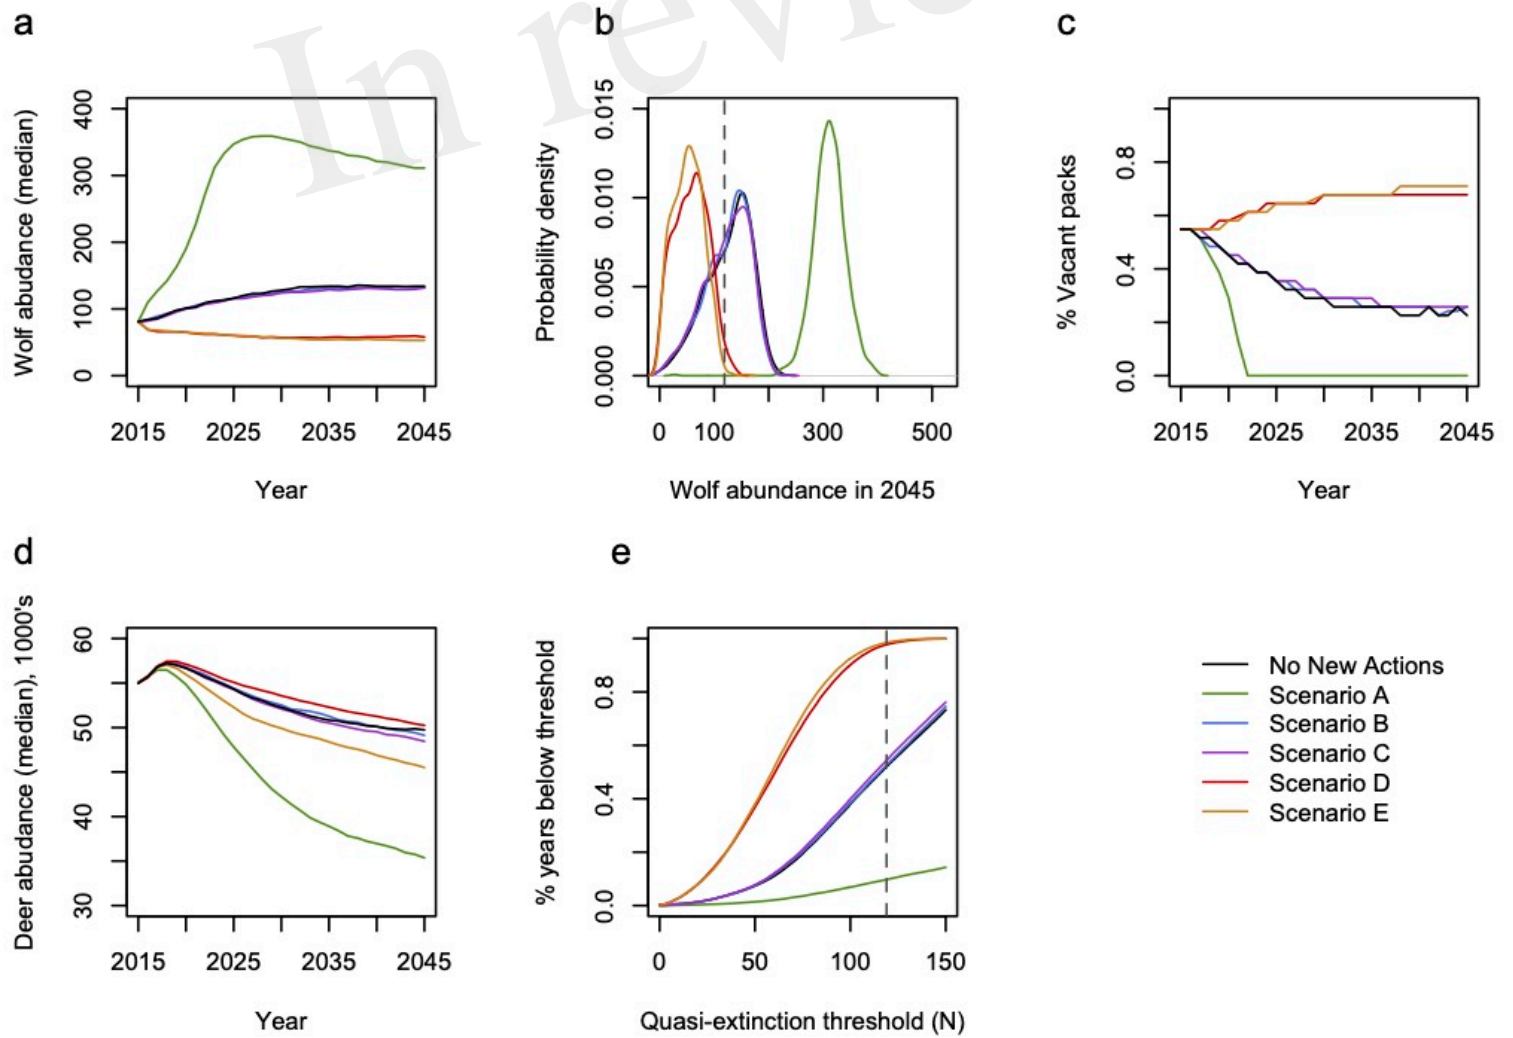 In revie
a
b
c
Wolf abudance (median)
0
100
200
300
400
2015
2025
2035
2045
Year
Probability density
0.000
0.005
0.010
0.015
0
100
300
500
Wolf abundance in 2045
% Vacant packs
0.0
0.4
0.8
2015
2025
2035
2045
Year
d
e
Deer abudance (median), 1000's
30
40
50
60
2015
2025
2035
2045
Year
% years below threshold
0.0
0.4
0.8
0
50
100
150
Quasi-extinction threshold (N)
No New Actions
Scenario A
Scenario B
Scenario C
Scenario D
Scenario E